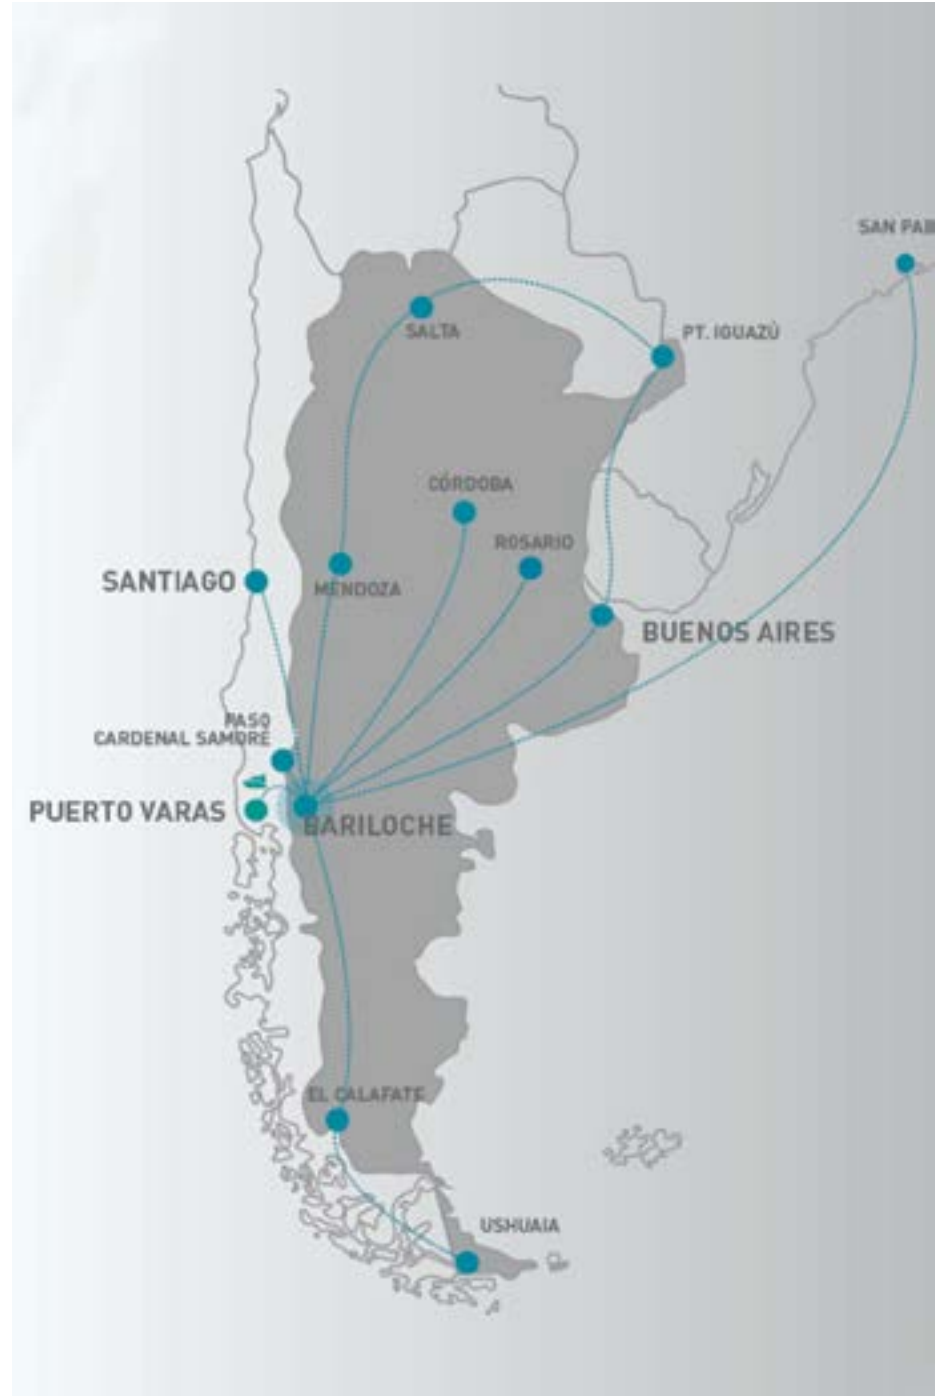 SAN PAB
SALTA
PT. IGUAZÚ
CÓRDOBA
ROSARIO
SANTIAGO
MENDOZA
BUENOS AIRES
PASO
CARDENAL SAMORÉ
PUERTO VARAS
BARILOCHE
EL CALAFATE
USHUAIA